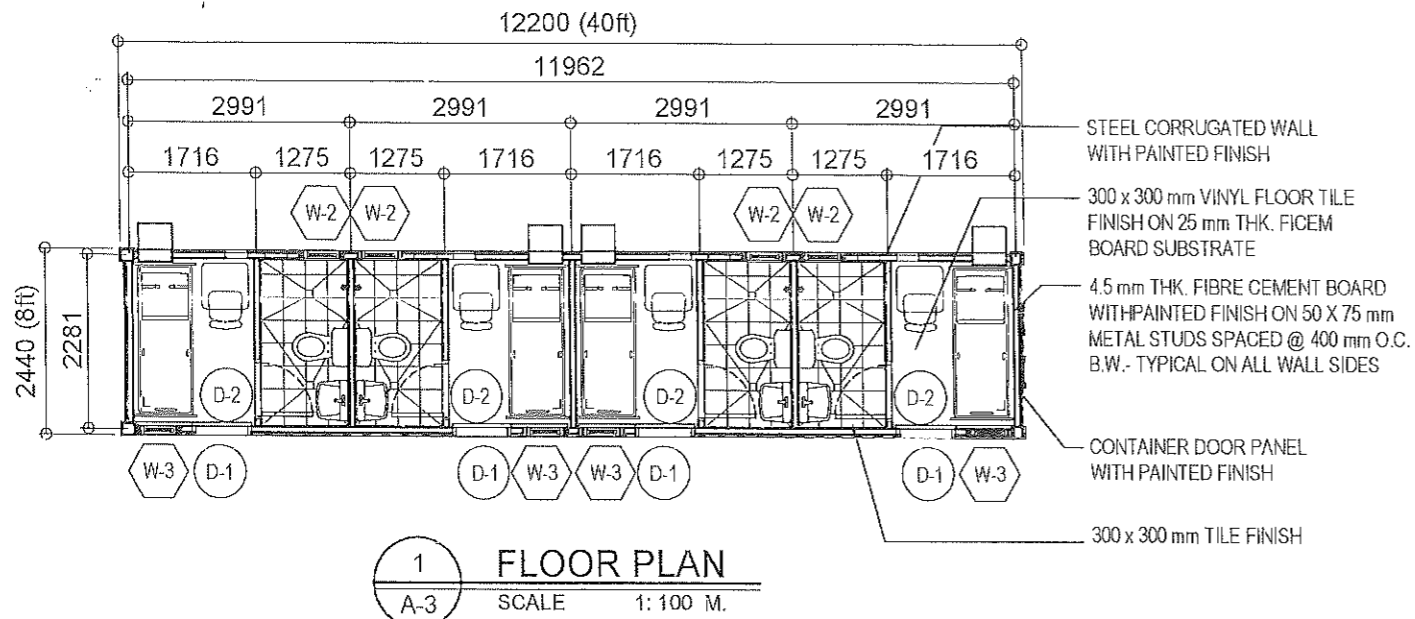 12200 (40ft)
11962
2991 2991 2991 2991
1716 1275 1275 1716 1716 1275 1275 1716
W-2 W-2 W-2 W-2
STEEL CORRUGATED WALL
WITH PAINTED FINISH
300 x 300 mm VINYL FLOOR TILE
FINISH ON 25 mm THK. FICEM
BOARD SUBSTRATE
4.5 mm THK. FIBRE CEMENT BOARD
WITHPAINTED FINISH ON 50 X 75 mm
METAL STUDS SPACED @ 400 mm O.C.
B.W.- TYPICAL ON ALL WALL SIDES
2440 (8ft)
2281
D-2 D-2 D-2 D-2
W-3 D-1 D-1 W-3 W-3 D-1 D-1 W-3
CONTAINER DOOR PANEL
WITH PAINTED FINISH
300 x 300 mm TILE FINISH
1 FLOOR PLAN
A-3 SCALE 1: 100 M.